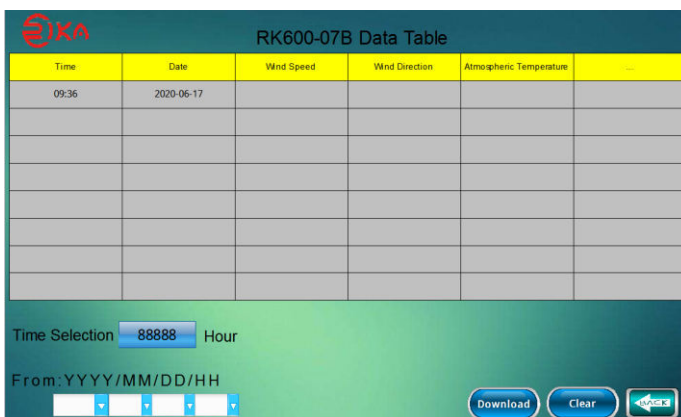 RKA
RK600-07B Data Table
Time Date Wind Speed Wind Direction Atmospheric Temperature ...
09:36 2020-06-17
Time Selection 88888 Hour
From:YYYY/MM/DD/HH
Download Clear BACK